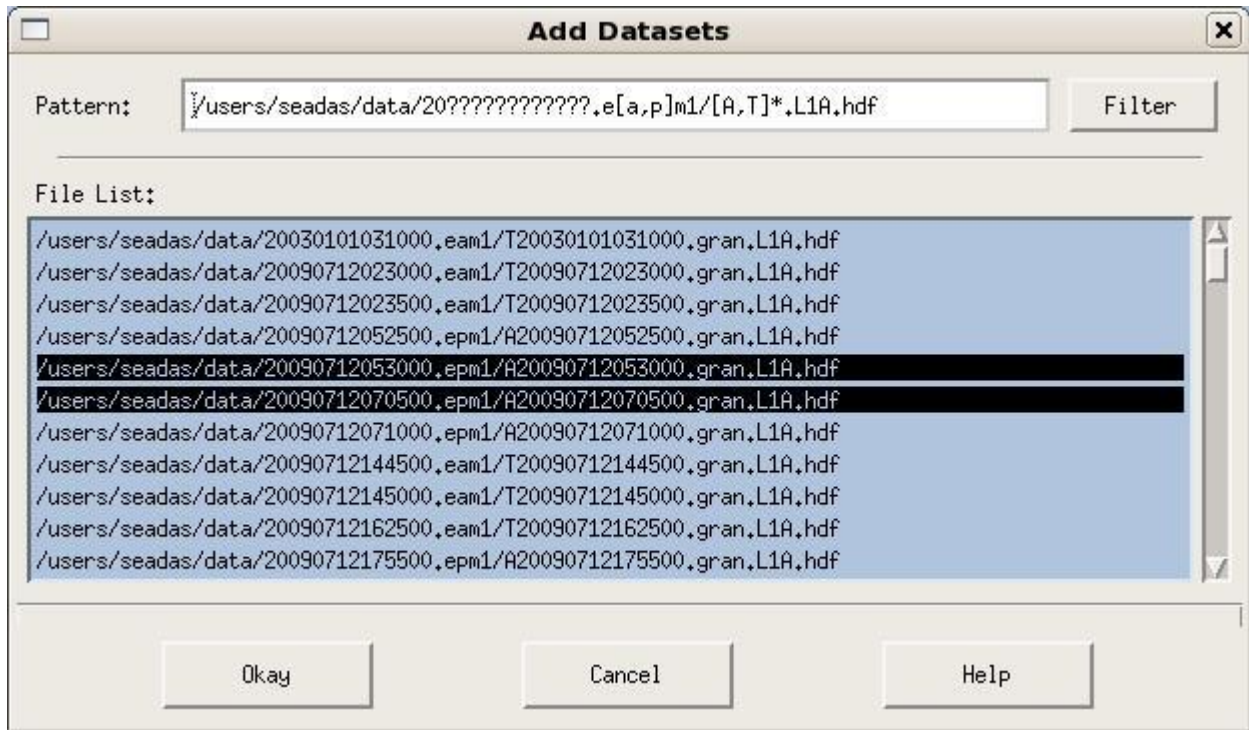 Add Datasets
Pattern: /users/seadas/data/20????????????.e[a,p]m1/[A,T]*.L1A.hdf Filter
File List:
/users/seadas/data/20030101031000.eam1/T20030101031000.gran.L1A.hdf
/users/seadas/data/20090712023000.eam1/T20090712023000.gran.L1A.hdf
/users/seadas/data/20090712023500.eam1/T20090712023500.gran.L1A.hdf
/users/seadas/data/20090712052500.epm1/A20090712052500.gran.L1A.hdf
/users/seadas/data/20090712053000.epm1/A20090712053000.gran.L1A.hdf
/users/seadas/data/20090712070500.epm1/A20090712070500.gran.L1A.hdf
/users/seadas/data/20090712071000.epm1/A20090712071000.gran.L1A.hdf
/users/seadas/data/20090712144500.eam1/T20090712144500.gran.L1A.hdf
/users/seadas/data/20090712145000.eam1/T20090712145000.gran.L1A.hdf
/users/seadas/data/20090712162500.eam1/T20090712162500.gran.L1A.hdf
/users/seadas/data/20090712175500.epm1/A20090712175500.gran.L1A.hdf
Okay Cancel Help